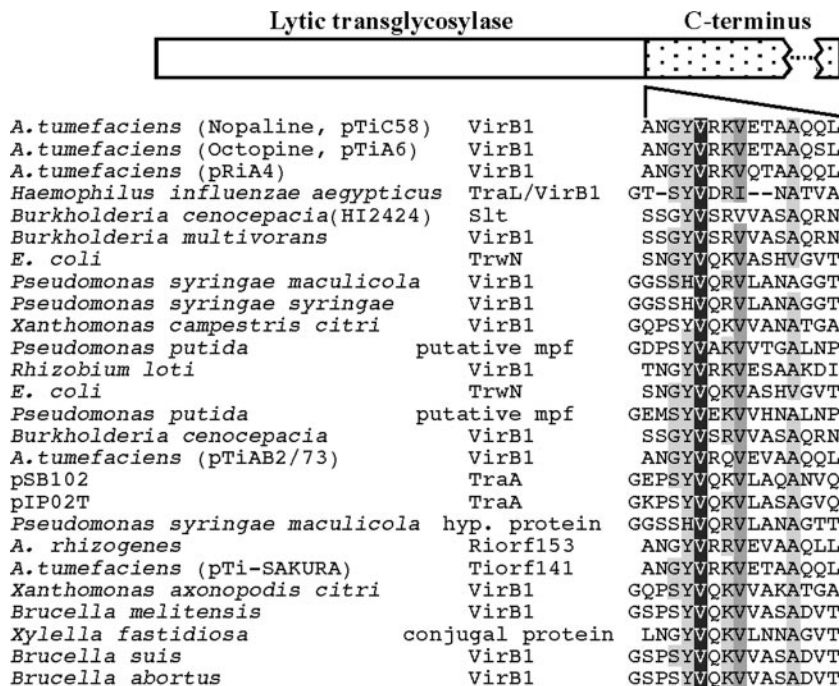 Lytic transglycosylase C-terminus
A.tumefaciens (Nopaline, pTiC58) VirB1 ANGYVRKVETAAQQL
A.tumefaciens (Octopine, pTiA6) VirB1 ANGYVRKVETAAQSL
A.tumefaciens (pRiA4) VirB1 ANGYVRKVQTAAQQL
Haemophilus influenzae aegypticus TraL/VirB1 GT-SYVDRI--NATVA
Burkholderia cenocepacia(HI2424) Slt SSGYVSRVVASAQRN
Burkholderia multivorans VirB1 SSGYVSRVVASAQRN
E. coli TrwN SNGYVQKVASHVGVT
Pseudomonas syringae maculicola VirB1 GGSSHVQRVLANAGGT
Pseudomonas syringae syringae VirB1 GGSSHVQRVLANAGGT
Xanthomonas campestris citri VirB1 GQPSYVQKVVANATGA
Pseudomonas putida putative mpf GDPSYVAKVVTGALNP
Rhizobium loti VirB1 TNGYVRKVESAAKDI
E. coli TrwN SNGYVQKVASHVGVT
Pseudomonas putida putative mpf GEMSYVEKVVHNALNP
Burkholderia cenocepacia VirB1 SSGYVSRVVASAQRN
A.tumefaciens (pTiAB2/73) VirB1 ANGYVRQVEVAAQQL
pSB102 TraA GEPSYVQKVLAQANVQ
pIP02T TraA GKPSYVQKVLASAGVQ
Pseudomonas syringae maculicola hyp. protein GGSSHVQRVLANAGTT
A. rhizogenes Riorf153 ANGYVRRVEVAAQLL
A.tumefaciens (pTi-SAKURA) Tiorf141 ANGYVRKVETAAQQL
Xanthomonas axonopodis citri VirB1 GQPSYVQKVVAKATGA
Brucella melitensis VirB1 GSPSYVQKVVASADVT
Xylella fastidiosa conjugal protein LNGYVQKVLNNAGVT
Brucella suis VirB1 GSPSYVQKVVASADVT
Brucella abortus VirB1 GSPSYVQKVVASADVT